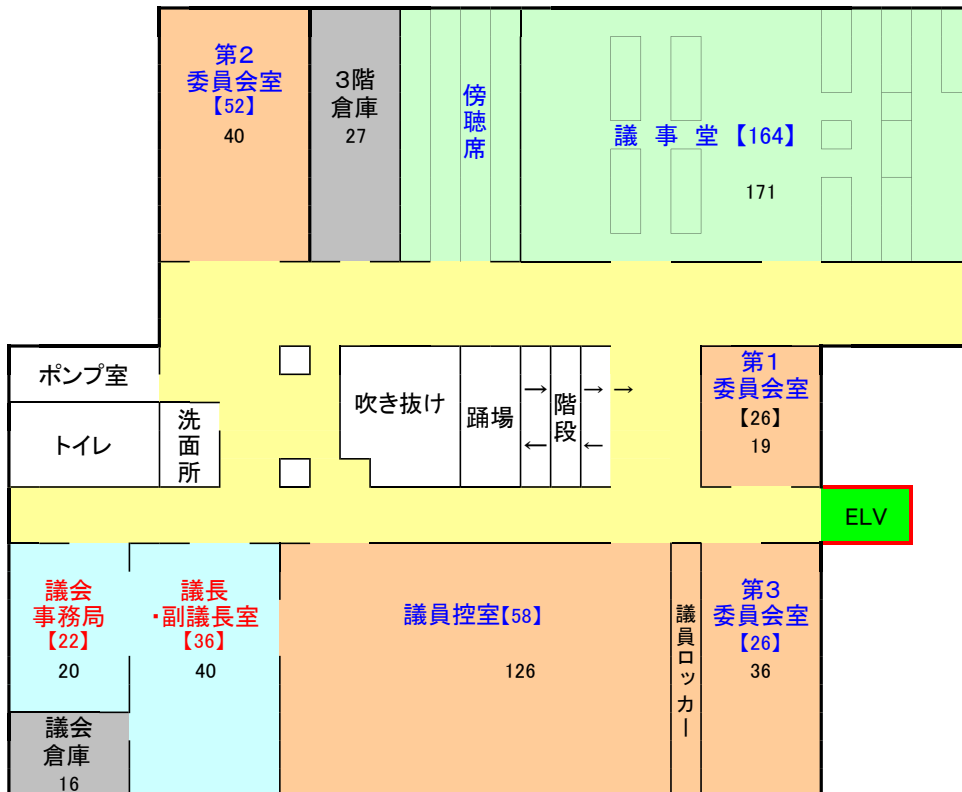 第2
委員会室
【52】
40
3階
倉庫
27
傍聴席
議 事 堂 【164】
171
ポンプ室
トイレ
洗面所
吹き抜け
踊場
→
←
階段
→
←
→
第1
委員会室
【26】
19
ELV
議会
事務局
【22】
20
議長
・副議長室
【36】
40
議員控室【58】
126
議員ロッカー
第3
委員会室
【26】
36
議会
倉庫
16